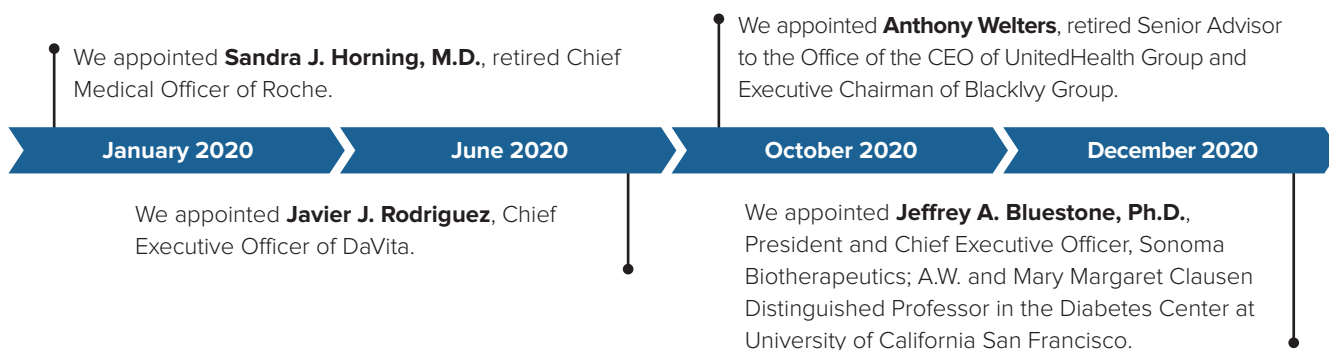 We appointed Sandra J. Horning, M.D., retired Chief
Medical Officer of Roche.
We appointed Anthony Welters, retired Senior Advisor
to the Office of the CEO of UnitedHealth Group and
Executive Chairman of BlackIvy Group.
January 2020
June 2020
October 2020
December 2020
We appointed Javier J. Rodriguez, Chief
Executive Officer of DaVita.
We appointed Jeffrey A. Bluestone, Ph.D.,
President and Chief Executive Officer, Sonoma
Biotherapeutics; A.W. and Mary Margaret Clausen
Distinguished Professor in the Diabetes Center at
University of California San Francisco.